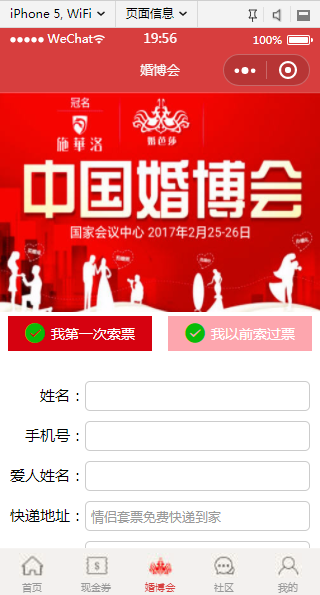 iPhone 5, WiFi 页面信息
WeChat 19:56 100%
婚博会
冠名
施華洛 婚芭莎
中国婚博会
国家会议中心 2017年2月25-26日
我第一次索票 我以前索过票
姓名：
手机号：
爱人姓名：
快递地址： 情侣套票免费快递到家
首页 现金券 婚博会 社区 我的